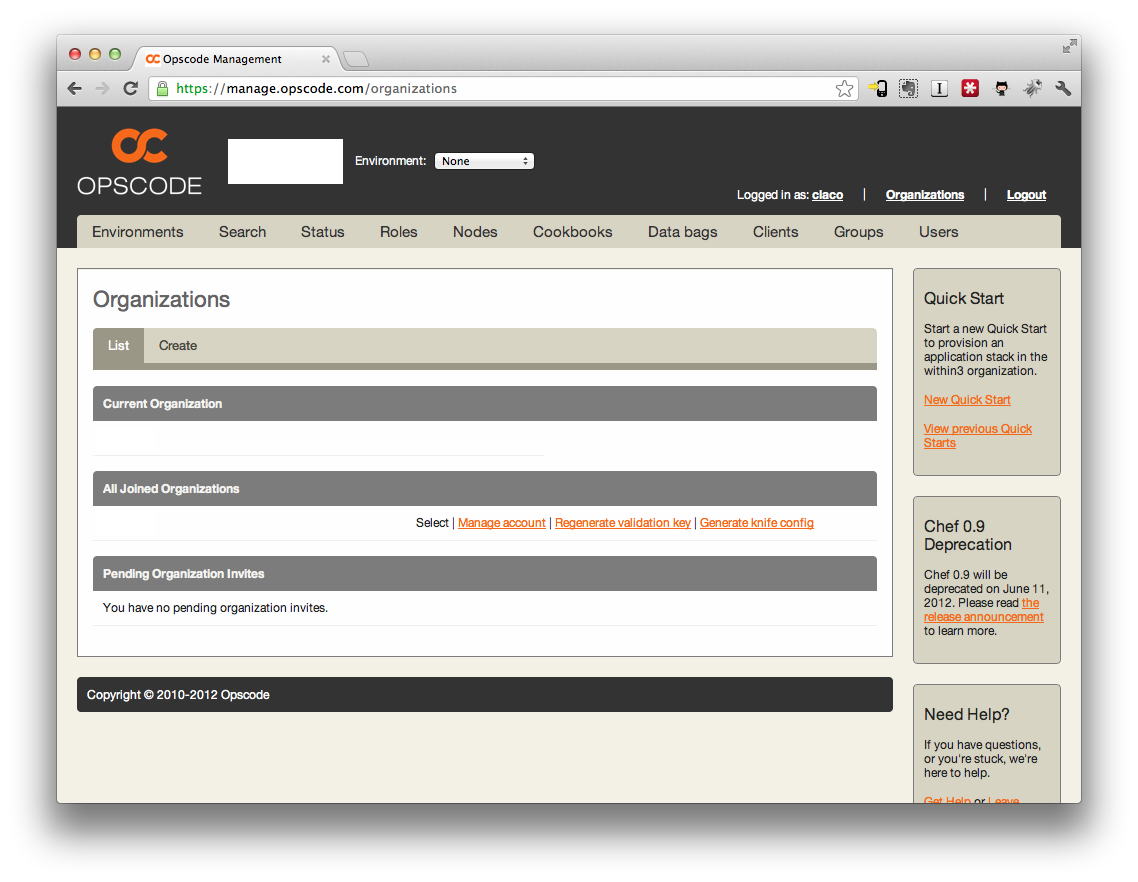 Opscode Management
https://manage.opscode.com/organizations
OPSCODE
Environment: None
Logged in as: claco | Organizations | Logout
Environments Search Status Roles Nodes Cookbooks Data bags Clients Groups Users
Organizations
List Create
Current Organization
All Joined Organizations
Select | Manage account | Regenerate validation key | Generate knife config
Pending Organization Invites
You have no pending organization invites.
Copyright © 2010-2012 Opscode
Quick Start
Start a new Quick Start
to provision an
application stack in the
within3 organization.
New Quick Start
View previous Quick
Starts
Chef 0.9
Deprecation
Chef 0.9 will be
deprecated on June 11,
2012. Please read the
release announcement
to learn more.
Need Help?
If you have questions,
or you're stuck, we're
here to help.
Get Help or Leave